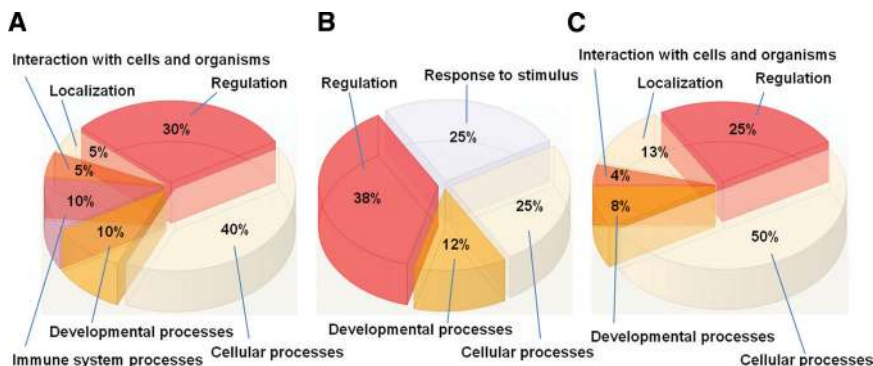 A
Interaction with cells and organisms
Localization
Regulation
30%
5%
5%
10%
10%
40%
Developmental processes
Immune system processes
Cellular processes
B
Regulation
Response to stimulus
25%
38%
25%
12%
Developmental processes
Cellular processes
C
Interaction with cells and organisms
Localization
Regulation
25%
13%
4%
8%
50%
Developmental processes
Cellular processes